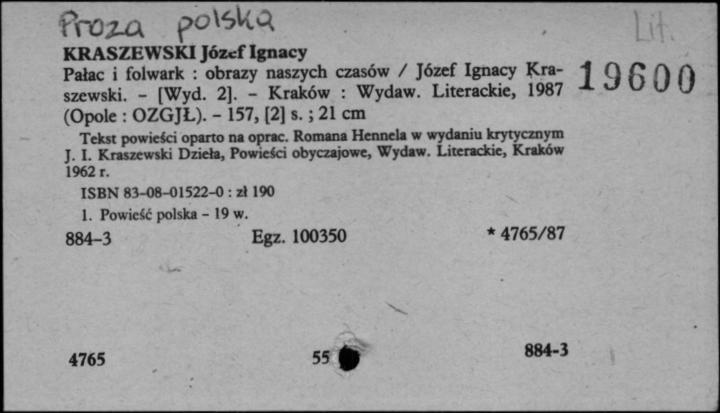 Proza polska
Lit.
KRASZEWSKI Józef Ignacy
Pałac i folwark : obrazy naszych czasów / Józef Ignacy Kra-
szewski. – [Wyd. 2]. – Kraków : Wydaw. Literackie, 1987
(Opole : OZGJŁ). – 157, [2] s. ; 21 cm
19600
Tekst powieści oparto na oprac. Romana Hennela w wydaniu krytycznym
J. I. Kraszewski Dzieła, Powieści obyczajowe, Wydaw. Literackie, Kraków
1962 r.
ISBN 83-08-01522-0 : zł 190
1. Powieść polska – 19 w.
884-3 Egz. 100350 * 4765/87
4765 55 884-3